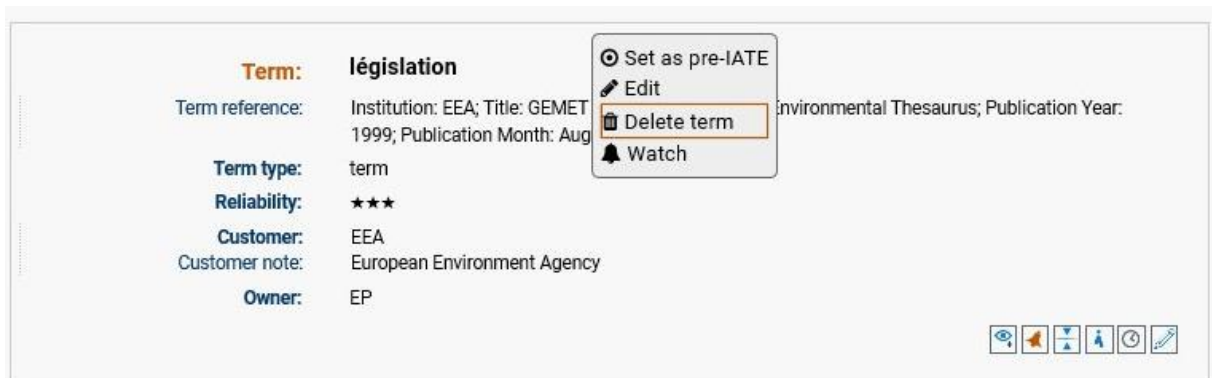 Term: législation
Term reference: Institution: EEA; Title: GEMET nvironmental Thesaurus; Publication Year:
1999; Publication Month: Aug
Term type: term
Reliability: ★★★
Customer: EEA
Customer note: European Environment Agency
Owner: EP
Set as pre-IATE
Edit
Delete term
Watch